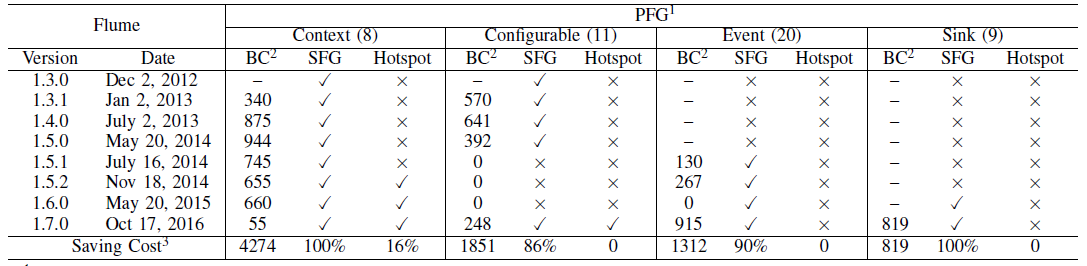 Flume PFG¹
Context (8) Configurable (11) Event (20) Sink (9)
Version Date BC² SFG Hotspot BC² SFG Hotspot BC² SFG Hotspot BC² SFG Hotspot
1.3.0 Dec 2, 2012 – ✓ × – ✓ × – × × – × ×
1.3.1 Jan 2, 2013 340 ✓ × 570 ✓ × – × × – × ×
1.4.0 July 2, 2013 875 ✓ × 641 ✓ × – × × – × ×
1.5.0 May 20, 2014 944 ✓ × 392 ✓ × – × × – × ×
1.5.1 July 16, 2014 745 ✓ × 0 × × 130 ✓ × – × ×
1.5.2 Nov 18, 2014 655 ✓ ✓ 0 × × 267 ✓ × – × ×
1.6.0 May 20, 2015 660 ✓ ✓ 0 × × 0 ✓ × – ✓ ×
1.7.0 Oct 17, 2016 55 ✓ ✓ 248 ✓ ✓ 915 ✓ × 819 ✓ ×
Saving Cost³ 4274 100% 16% 1851 86% 0 1312 90% 0 819 100% 0